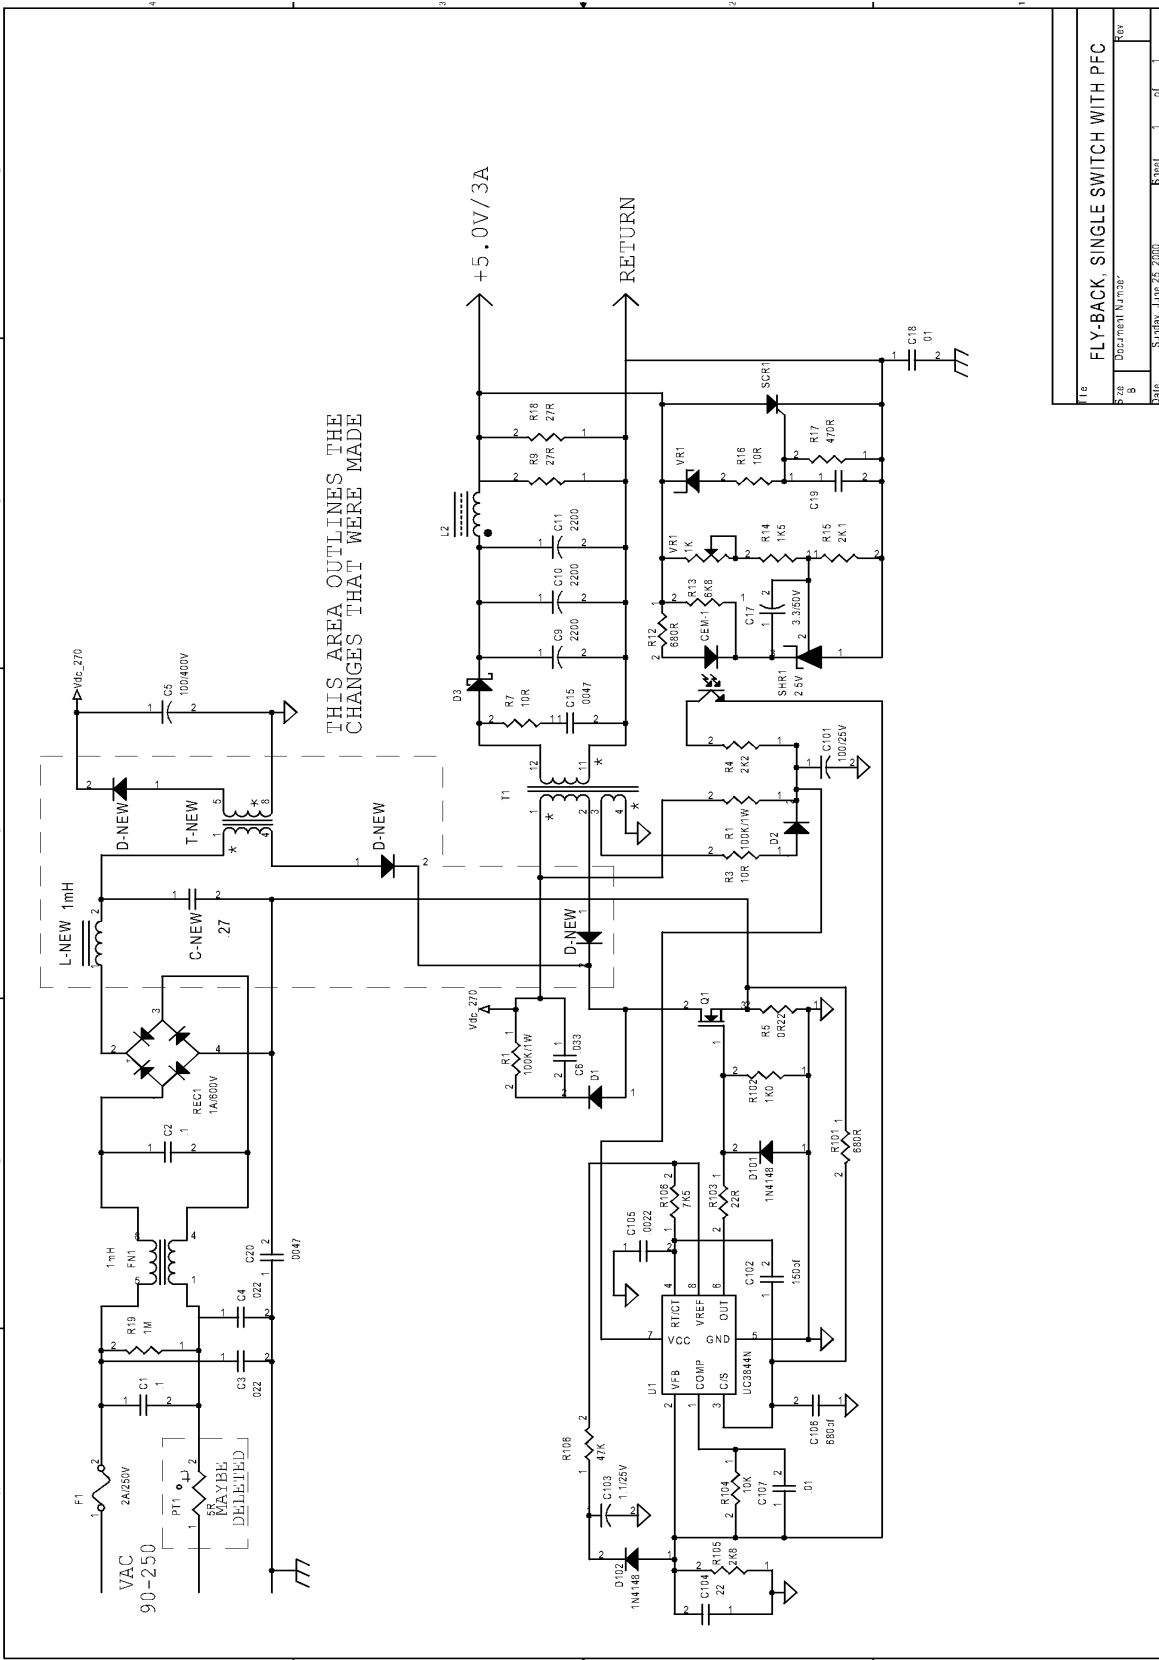 VAC
90-250
F1
2A/250V
PT1
5R
MAYBE
DELETED
C1
.1
R19
1M
C3
.022
C4
.022
FN1
1mH
C20
.0047
C2
.1
REC1
1A/600V
L-NEW 1mH
C-NEW
.27
T-NEW
D-NEW
D-NEW
D-NEW
Vdc_270
C5
100/400V
THIS AREA OUTLINES THE
CHANGES THAT WERE MADE
Vdc_270
R1
100K/1W
C6
.033
D1
T1
D3
R7
10R
C15
.0047
C9
2200
C10
2200
C11
2200
L2
R9
27R
R18
27R
+5.0V/3A
RETURN
Q1
R5
0R22
R102
1K0
D101
1N4148
R103
22R
R101
680R
R106
7K5
C105
.0022
C102
150pf
U1
UC3844N
VFB
COMP
C/S
VCC
GND
RT/CT
VREF
OUT
C106
680pf
R106
47K
C103
1.1/25V
D102
1N4148
R104
10K
C107
.01
R105
2K8
C104
22
R3
10R
R1
100K/1W
D2
R4
2K2
C101
100/25V
R12
680R
R13
6K8
CEM-1
C17
3.3/50V
SHR1
2.5V
VR1
1K
R14
1K5
R15
2K.1
VR1
R16
10R
C19
R17
470R
SCR1
C18
.01
Title
FLY-BACK, SINGLE SWITCH WITH PFC
Size
B
Document Number
Rev
Date:
Sunday, June 25, 2000
Sheet 1 of 1